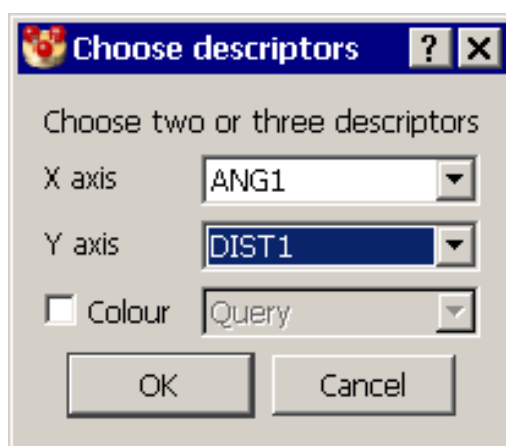 Choose descriptors ?
Choose two or three descriptors
X axis ANG1
Y axis DIST1
Colour Query
OK Cancel